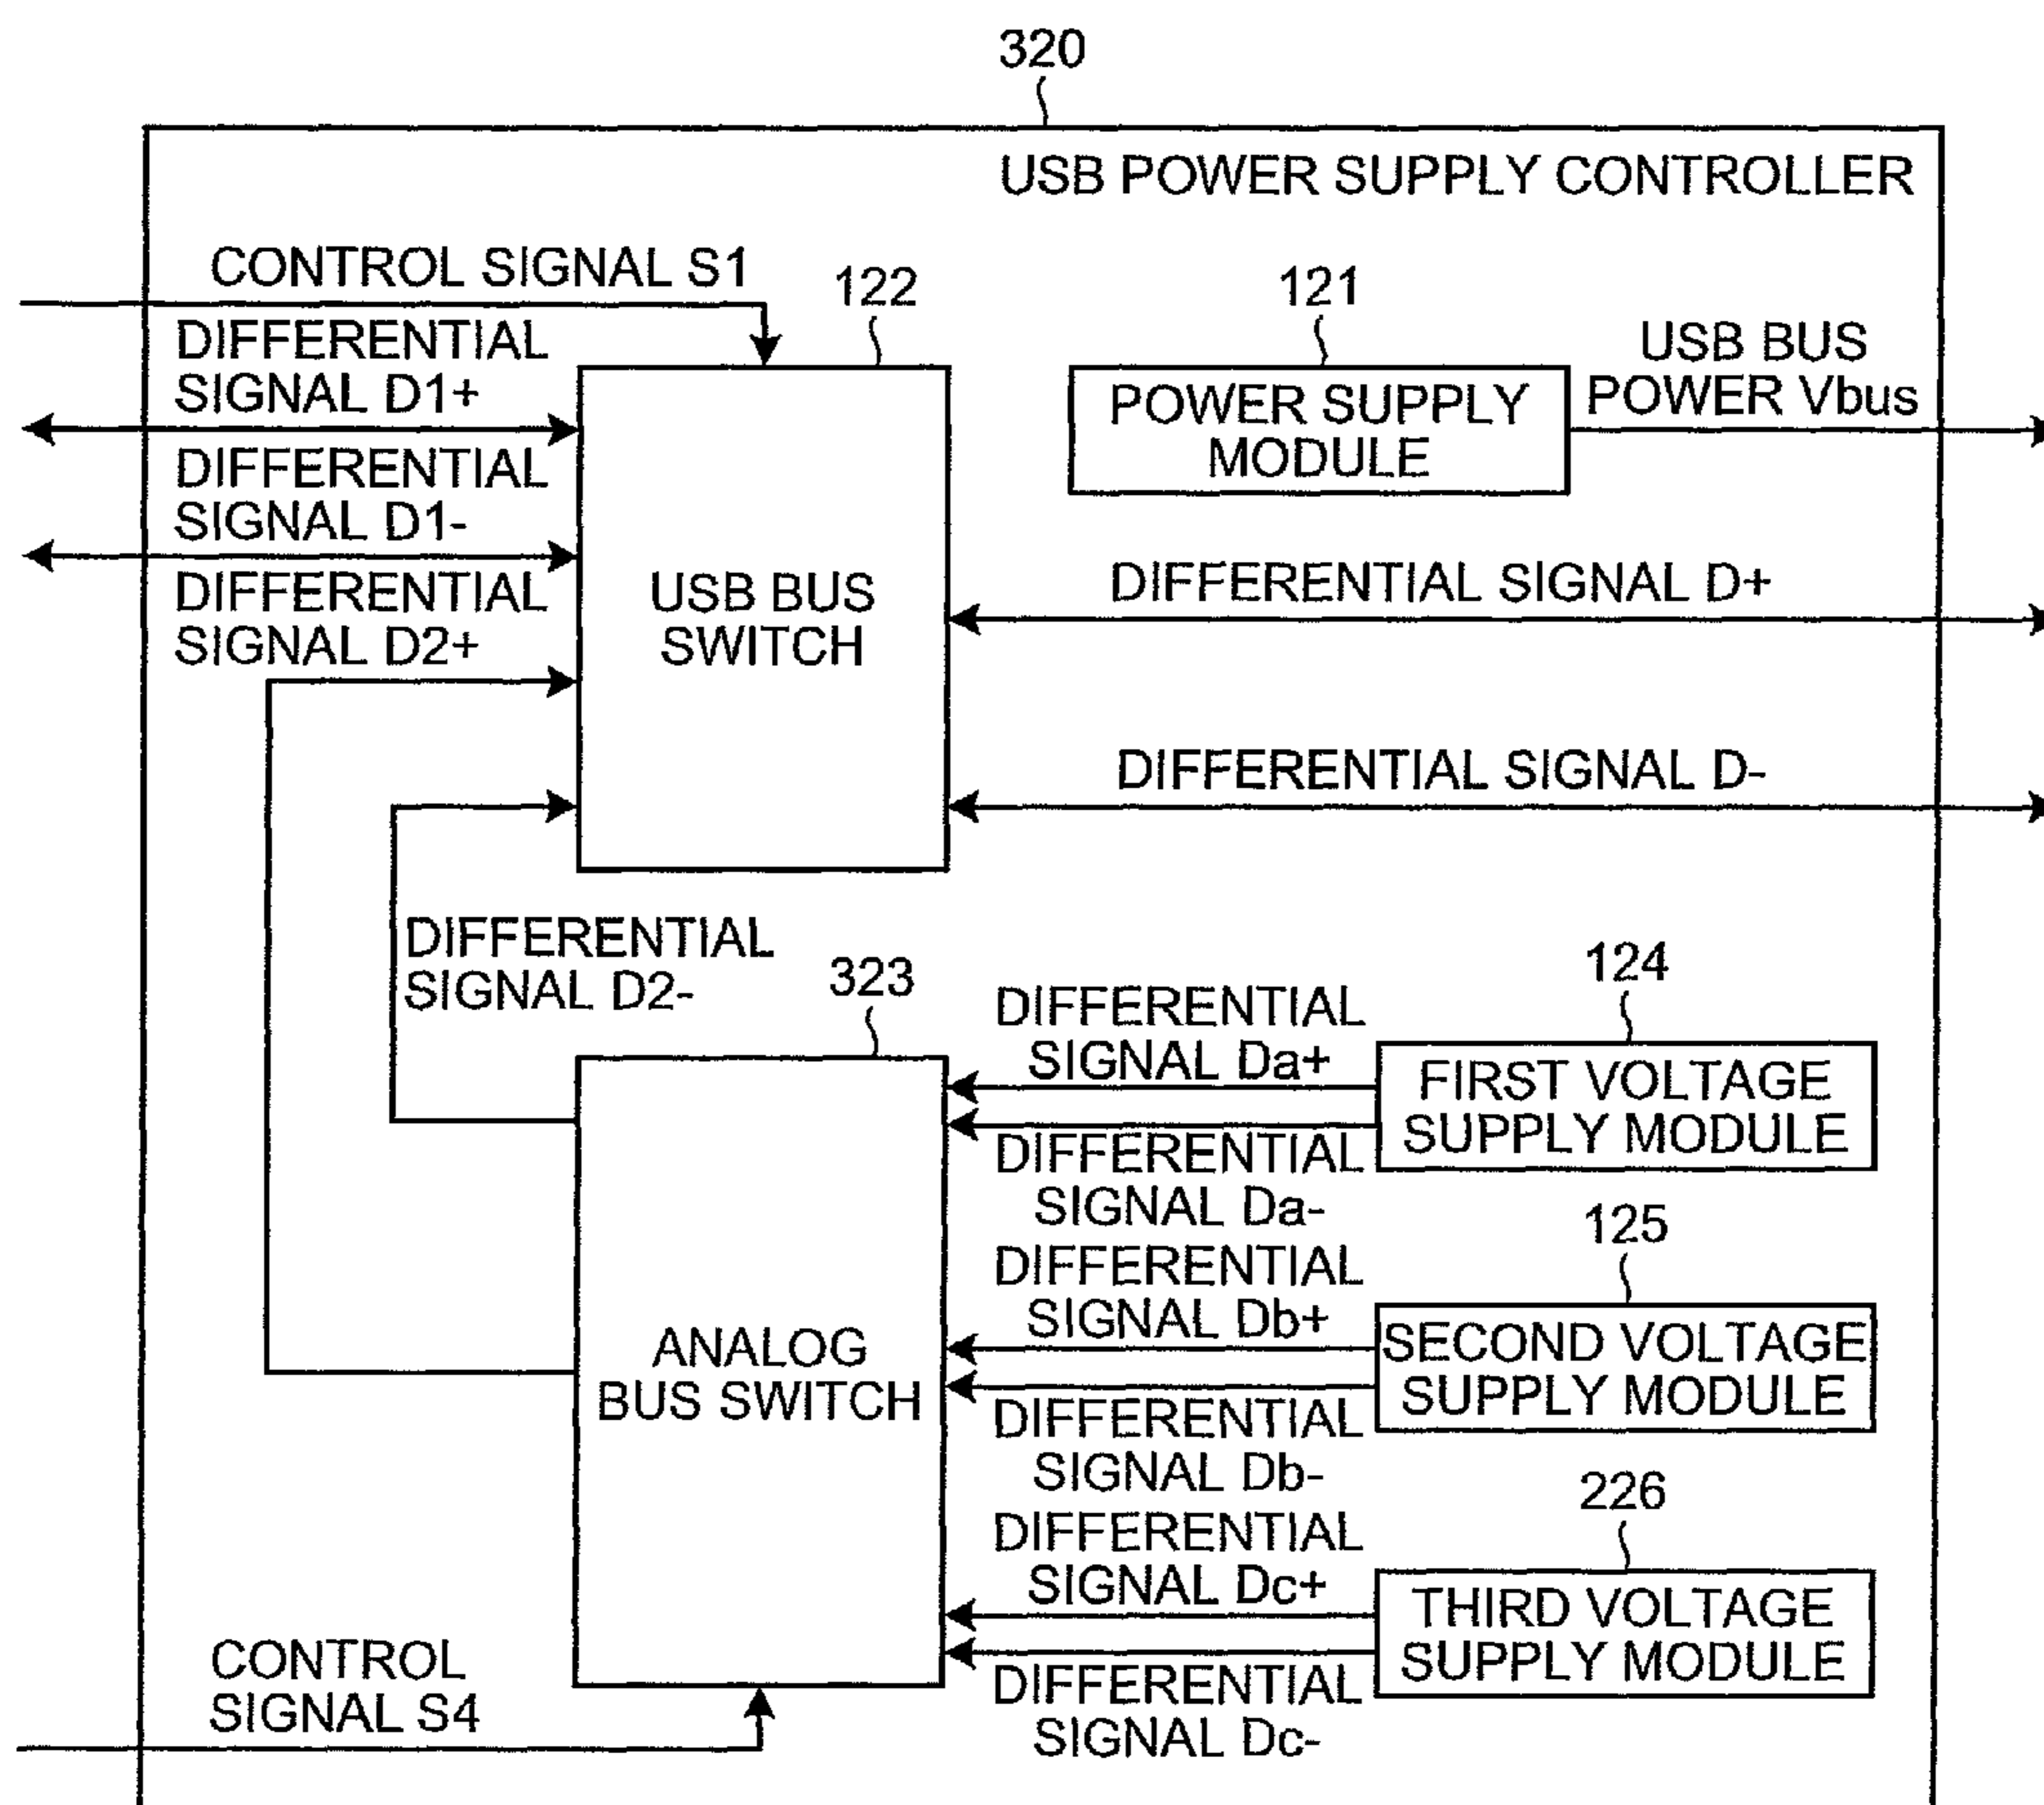 320
USB POWER SUPPLY CONTROLLER
CONTROL SIGNAL S1
122
121
DIFFERENTIAL
SIGNAL D1+
USB BUS
POWER Vbus
POWER SUPPLY
MODULE
DIFFERENTIAL
SIGNAL D1-
DIFFERENTIAL
SIGNAL D2+
USB BUS
SWITCH
DIFFERENTIAL SIGNAL D+
DIFFERENTIAL SIGNAL D-
DIFFERENTIAL
SIGNAL D2-
323
124
DIFFERENTIAL
SIGNAL Da+
FIRST VOLTAGE
SUPPLY MODULE
DIFFERENTIAL
SIGNAL Da-
125
DIFFERENTIAL
SIGNAL Db+
SECOND VOLTAGE
SUPPLY MODULE
ANALOG
BUS SWITCH
DIFFERENTIAL
SIGNAL Db-
226
DIFFERENTIAL
SIGNAL Dc+
THIRD VOLTAGE
SUPPLY MODULE
DIFFERENTIAL
SIGNAL Dc-
CONTROL
SIGNAL S4